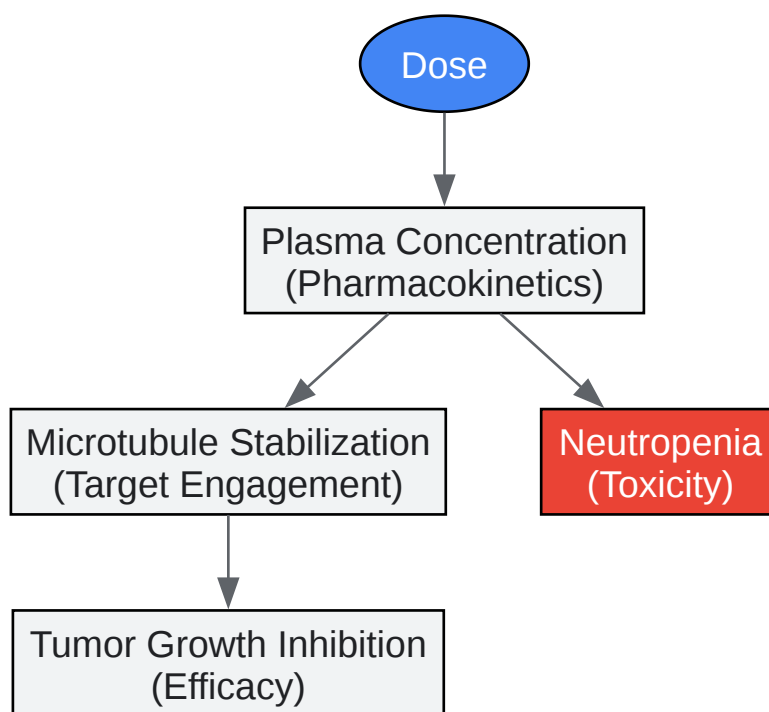 Dose
Plasma Concentration
(Pharmacokinetics)
Microtubule Stabilization
(Target Engagement)
Neutropenia
(Toxicity)
Tumor Growth Inhibition
(Efficacy)